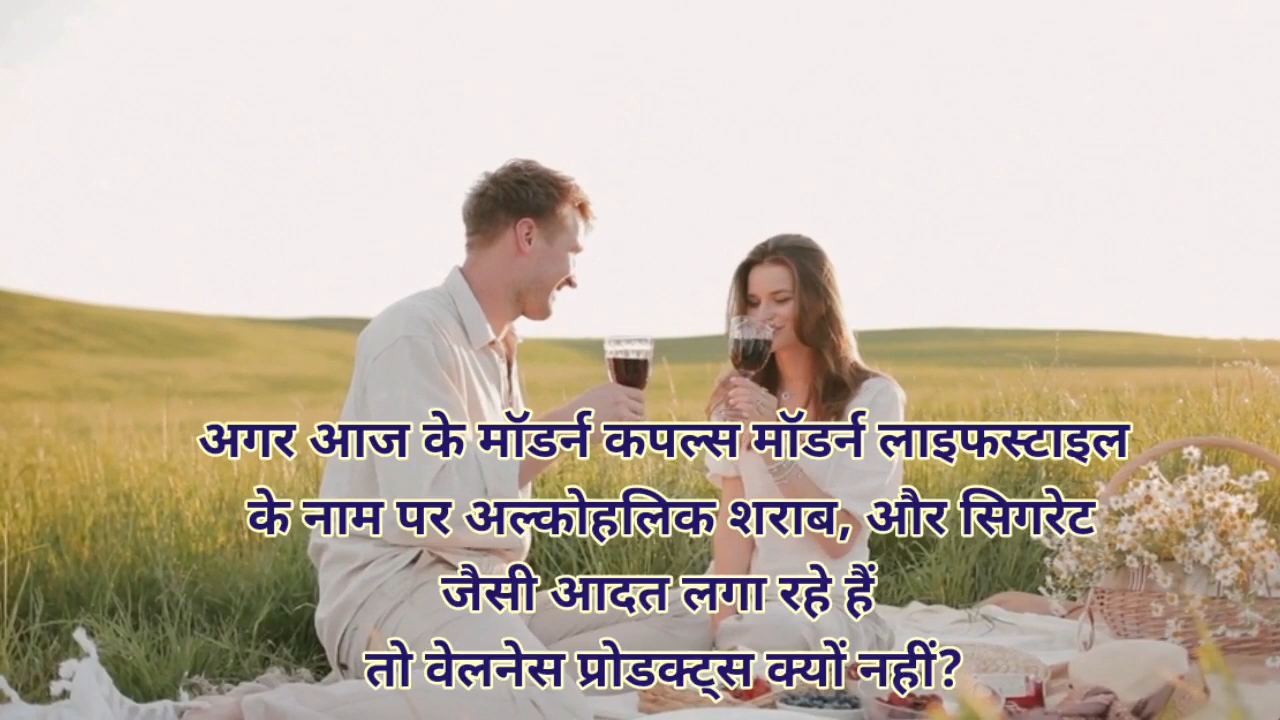 अगर आज के मॉडर्न कपल्स मॉडर्न लाइफस्टाइल
के नाम पर अल्कोहलिक शराब, और सिगरेट
जैसी आदत लगा रहे हैं
तो वेलनेस प्रोडक्ट्स क्यों नहीं?